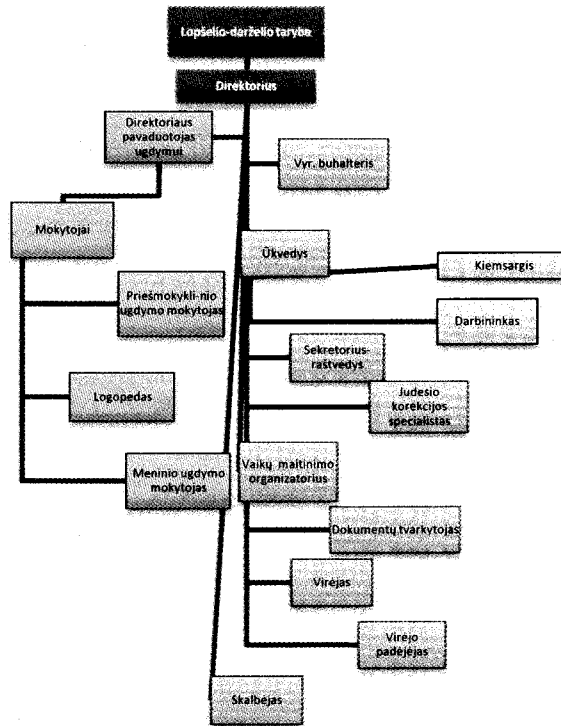 Lopšelio-darželio taryba
Direktorius
Direktoriaus
pavaduotojas
ugdymui
Vyr. buhalteris
Mokytojai
Ūkvedys
Kiemsargis
Priešmokykli-nio
ugdymo mokytojas
Darbininkas
Sekretorius-
raštvedys
Judesio
korekcijos
specialistas
Logopedas
Meninio ugdymo
mokytojas
Vaikų maitinimo
organizatorius
Dokumentų tvarkytojas
Virėjas
Virėjo
padėjėjas
Skalbėjas